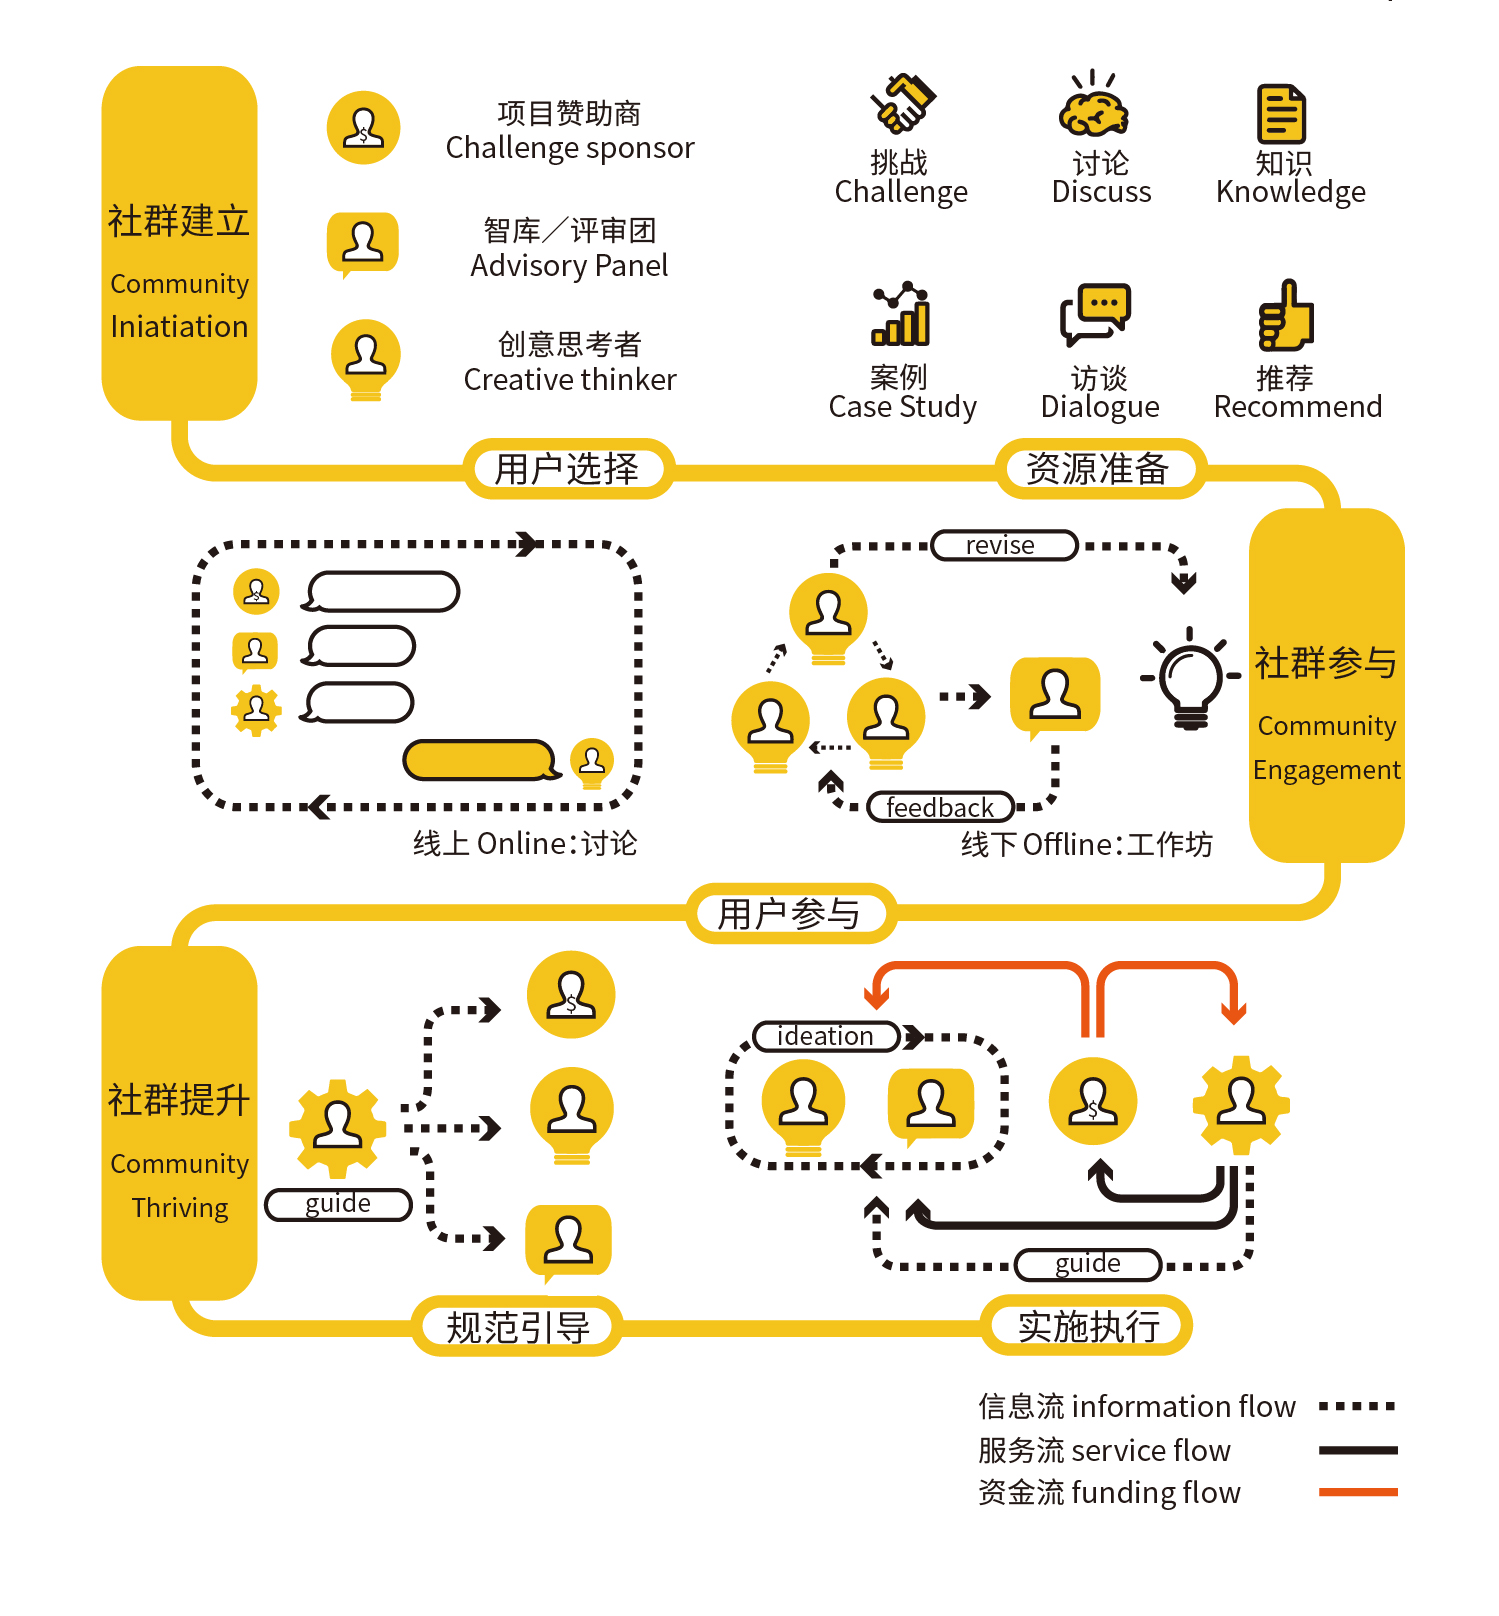 社群建立
Community
Iniatiation
项目赞助商
Challenge sponsor
智库／评审团
Advisory Panel
创意思考者
Creative thinker
挑战
Challenge
讨论
Discuss
知识
Knowledge
案例
Case Study
访谈
Dialogue
推荐
Recommend
用户选择
资源准备
线上 Online：讨论
revise
feedback
线下 Offline：工作坊
社群参与
Community
Engagement
用户参与
社群提升
Community
Thriving
guide
$
ideation
$
guide
规范引导
实施执行
信息流 information flow
服务流 service flow
资金流 funding flow